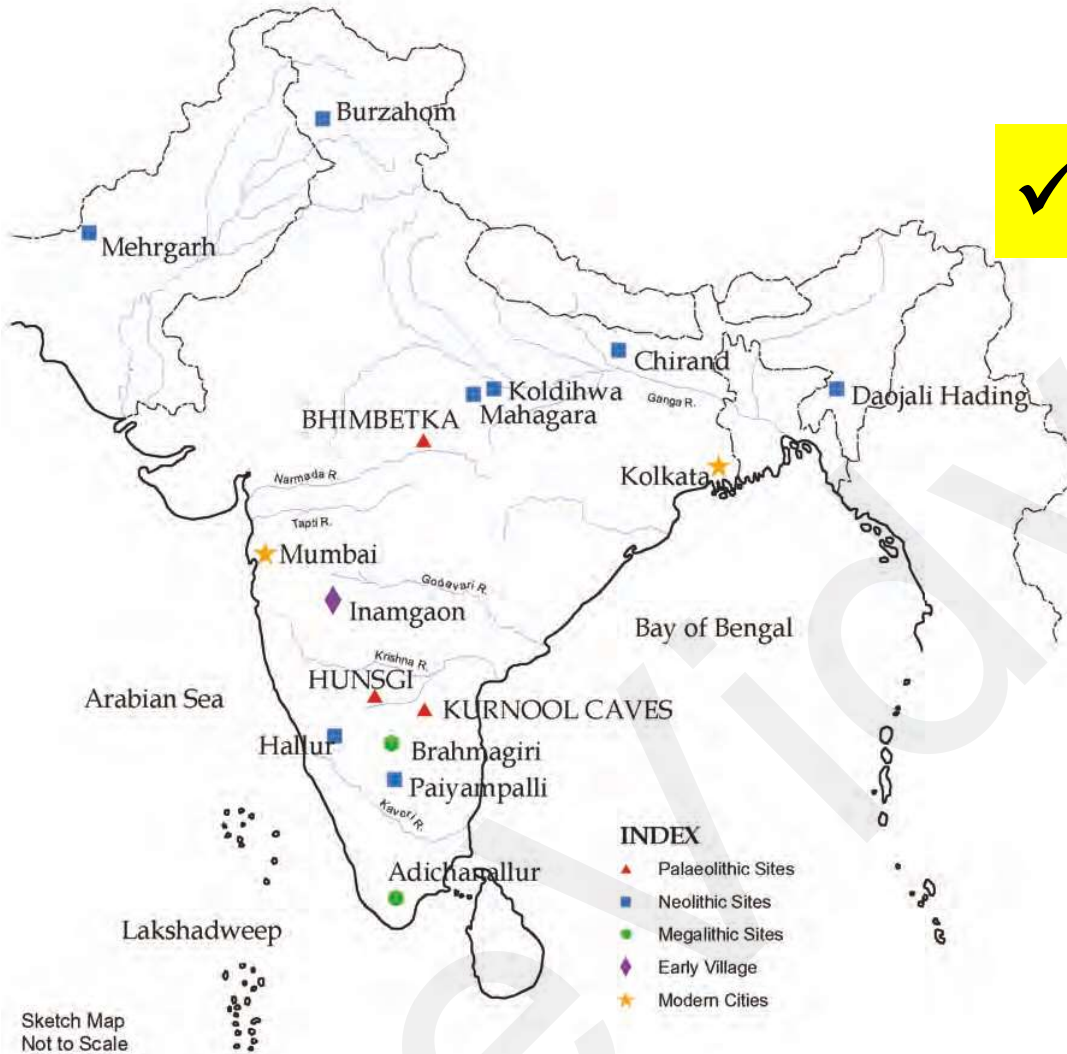 Burzahom
Mehrgarh
Chirand
Koldihwa
Mahagara
Ganga R.
Daojali Hading
BHIMBETKA
Kolkata
Narmada R.
Tapti R.
Mumbai
Godavari R.
Inamgaon
Bay of Bengal
Krishna R.
HUNSGI
Arabian Sea
KURNOOL CAVES
Hallur
Brahmagiri
Paiyampalli
Kaveri R.
INDEX
Palaeolithic Sites
Adichanallur
Neolithic Sites
Lakshadweep
Megalithic Sites
Early Village
Modern Cities
Sketch Map
Not to Scale